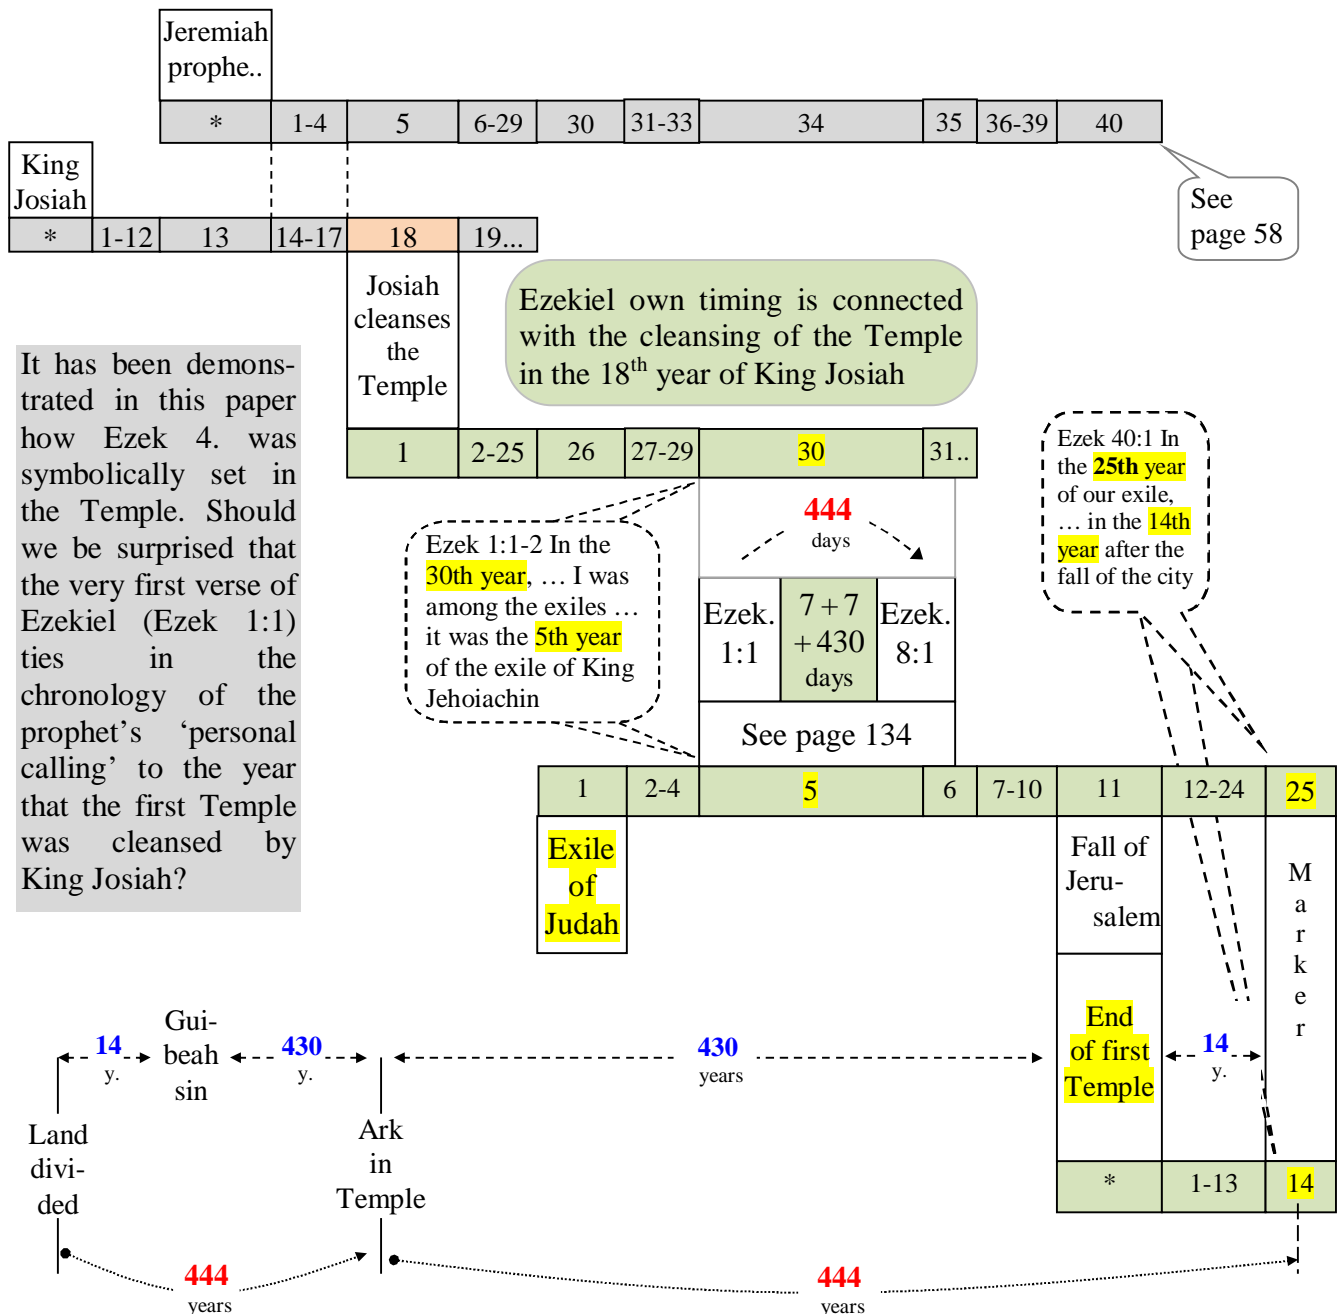 Jeremiah
prophe..
* 1-4 5 6-29 30 31-33 34 35 36-39 40
King
Josiah
See
page 58
* 1-12 13 14-17 18 19...
Josiah
cleanses
the
Temple
Ezekiel own timing is connected
with the cleansing of the Temple
in the 18th year of King Josiah
It has been demons-
trated in this paper
how Ezek 4. was
symbolically set in
the Temple. Should
we be surprised that
the very first verse of
Ezekiel (Ezek 1:1)
ties in the
chronology of the
prophet's ‘personal
calling’ to the year
that the first Temple
was cleansed by
King Josiah?
1 2-25 26 27-29 30 31..
Ezek 40:1 In
the 25th year
of our exile,
… in the 14th
year after the
fall of the city
444
days
Ezek 1:1-2 In the
30th year, … I was
among the exiles …
it was the 5th year
of the exile of King
Jehoiachin
Ezek.
1:1
7 + 7
+ 430
days
Ezek.
8:1
See page 134
1 2-4 5 6 7-10 11 12-24 25
Exile
of
Judah
Fall of
Jeru-
salem
M
a
r
k
e
r
14
y.
Gui-
beah
sin
430
y.
430
years
End
of first
Temple
14
y.
Land
divi-
ded
Ark
in
Temple
* 1-13 14
444
years
444
years